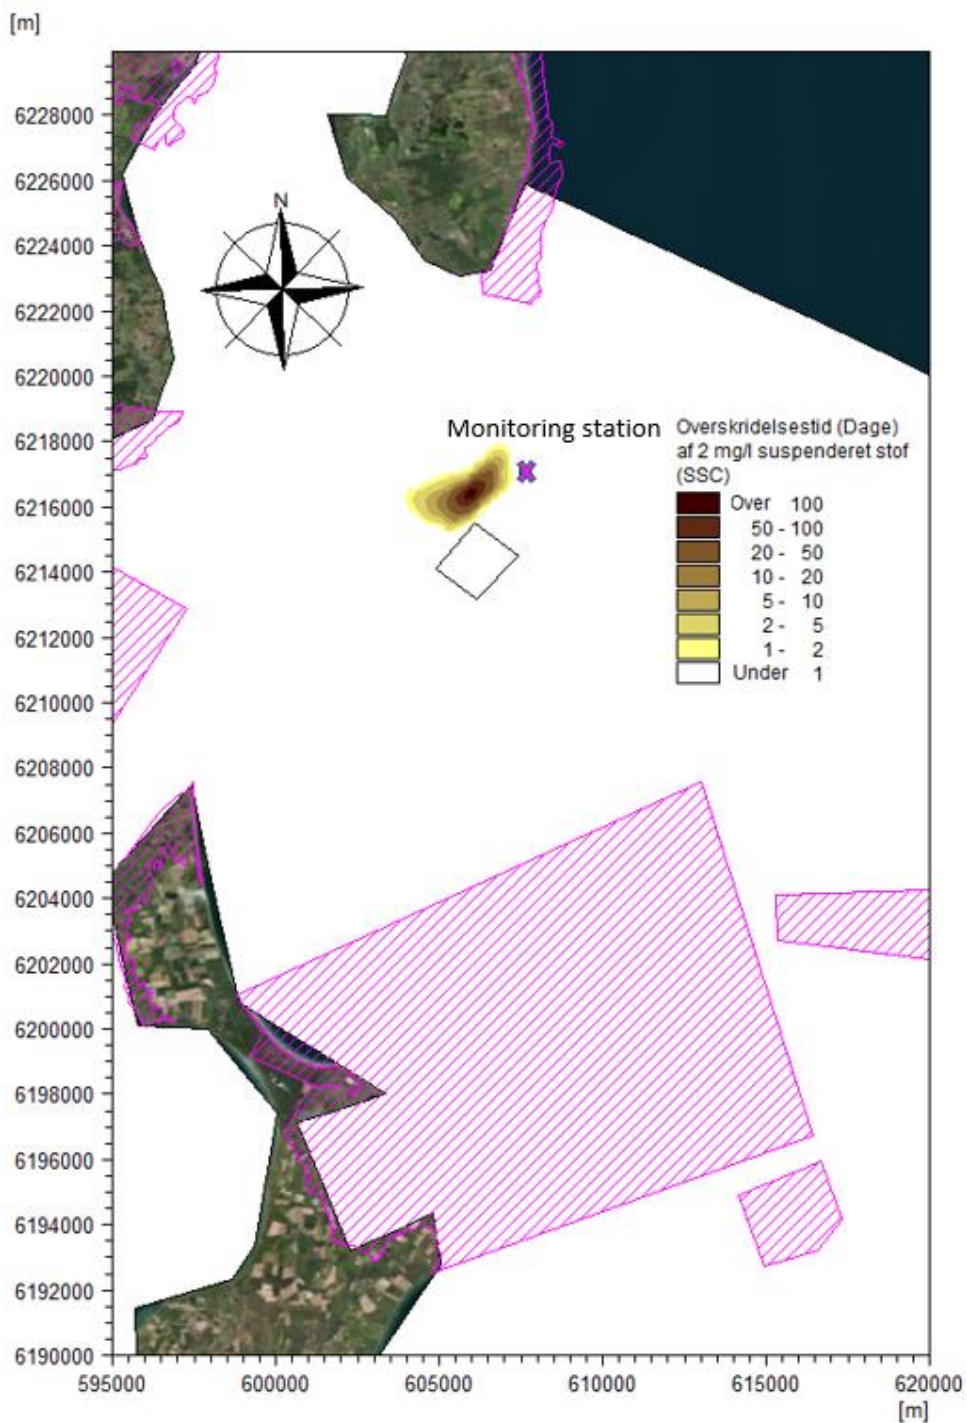 [m]
6228000
6226000
6224000
6222000
6220000
6218000
6216000
6214000
6212000
6210000
6208000
6206000
6204000
6202000
6200000
6198000
6196000
6194000
6192000
6190000
N
Monitoring station
Overskridelsestid (Dage)
af 2 mg/l suspenderet stof
(SSC)
Over 100
50 - 100
20 - 50
10 - 20
5 - 10
2 - 5
1 - 2
Under 1
595000 600000 605000 610000 615000 620000
[m]